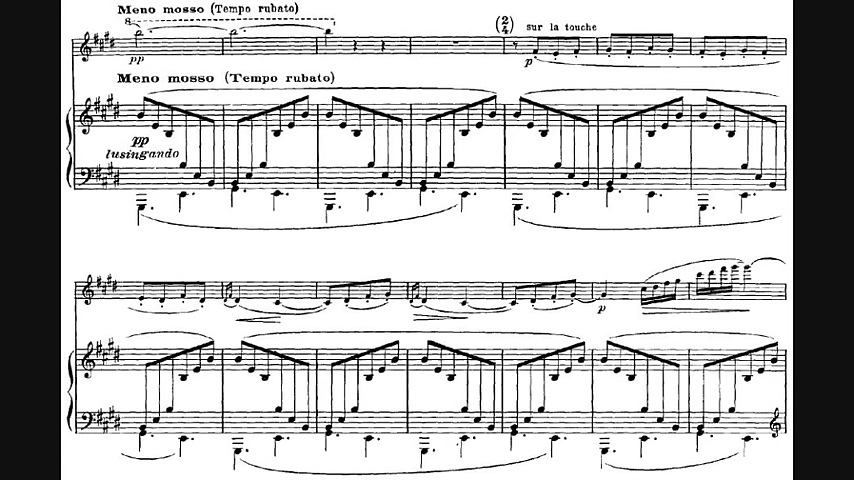 Meno mosso (Tempo rubato)
8
pp
(2/4) sur la touche
p
Meno mosso (Tempo rubato)
pp
lusingando
p